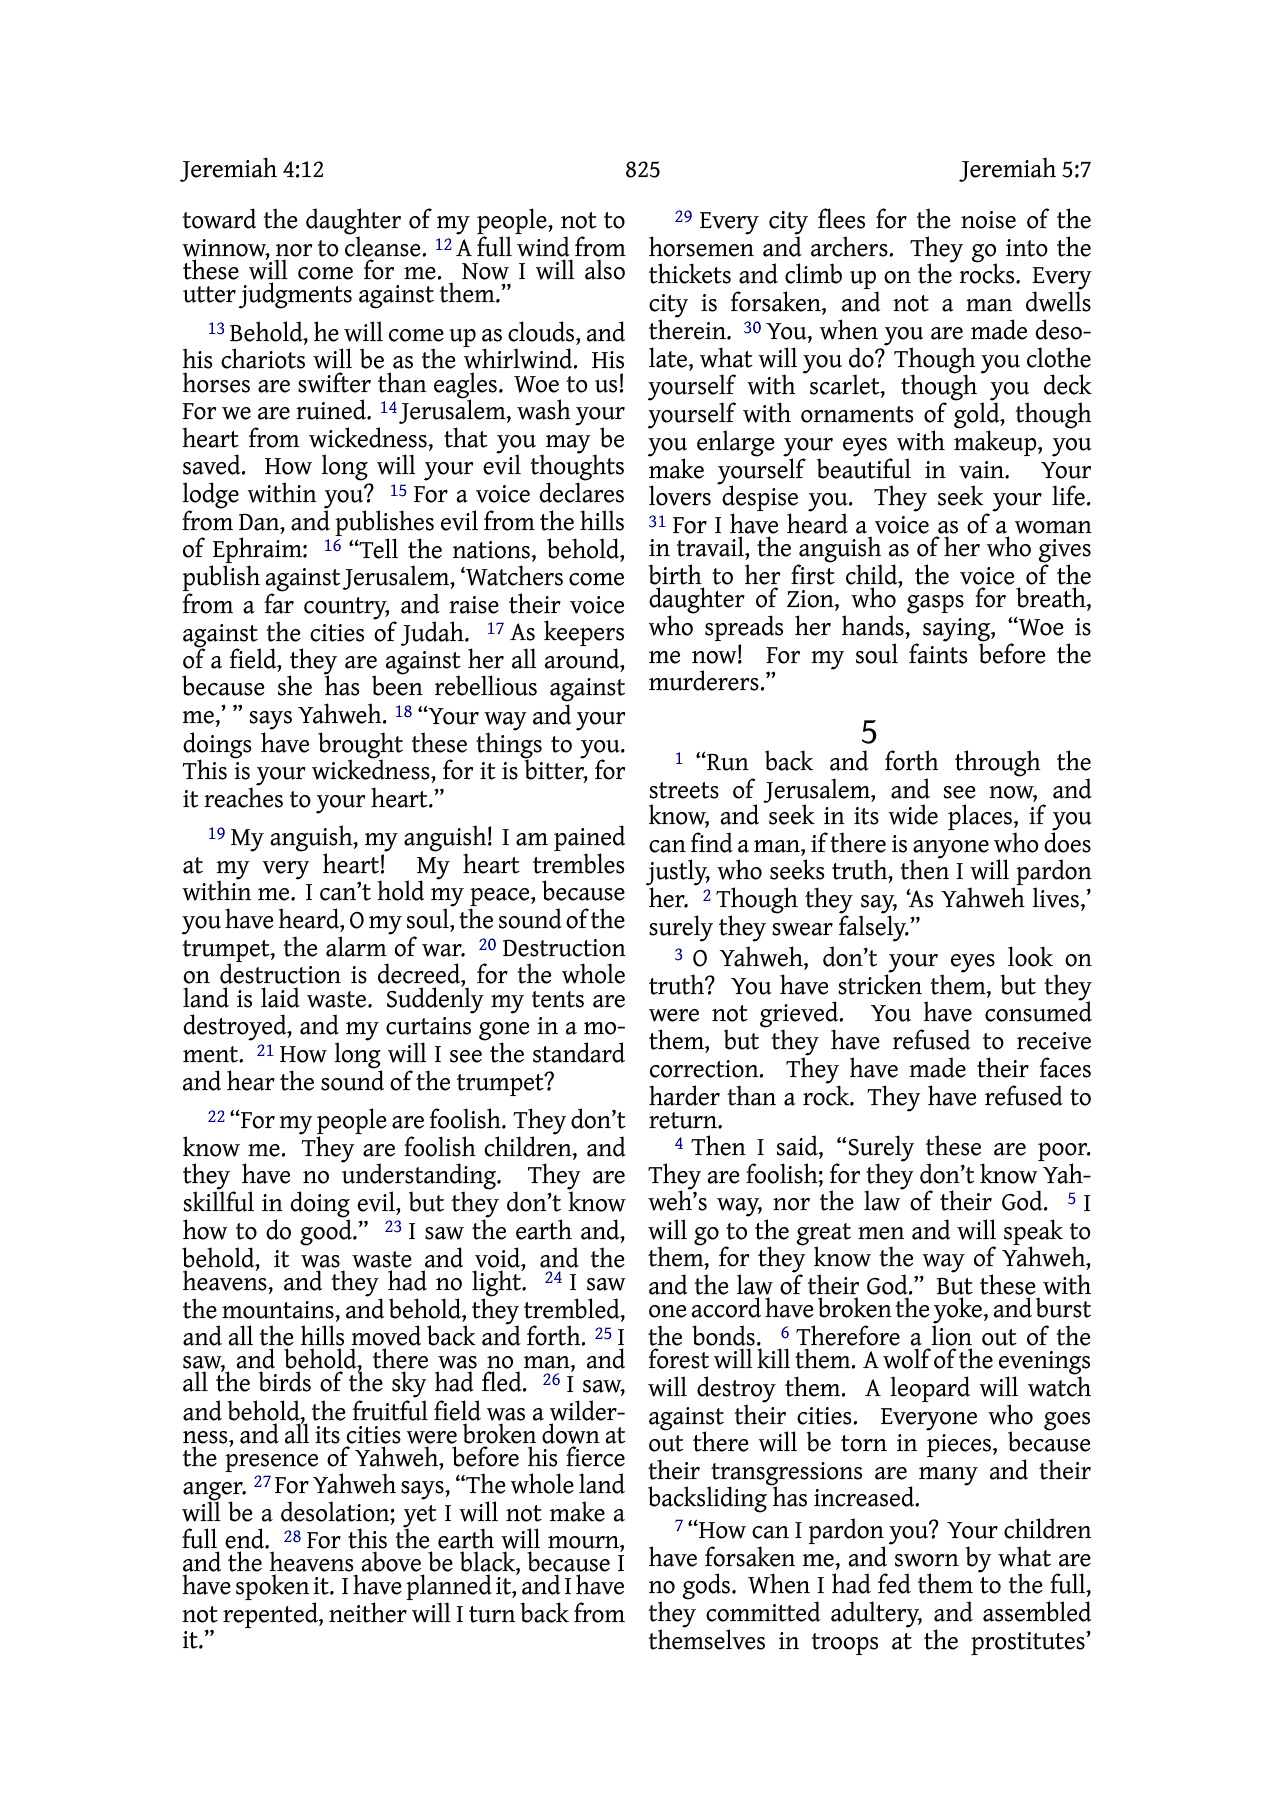 Jeremiah 4:12
825
Jeremiah 5:7
toward the daughter of my people, not to
winnow, nor to cleanse. 12 A full wind from
these will come for me. Now I will also
utter judgments against them.”
13 Behold, he will come up as clouds, and
his chariots will be as the whirlwind. His
horses are swifter than eagles. Woe to us!
For we are ruined. 14 Jerusalem, wash your
heart from wickedness, that you may be
saved. How long will your evil thoughts
lodge within you? 15 For a voice declares
from Dan, and publishes evil from the hills
of Ephraim: 16 “Tell the nations, behold,
publish against Jerusalem, ‘Watchers come
from a far country, and raise their voice
against the cities of Judah. 17 As keepers
of a field, they are against her all around,
because she has been rebellious against
me,’ ” says Yahweh. 18 “Your way and your
doings have brought these things to you.
This is your wickedness, for it is bitter, for
it reaches to your heart.”
19 My anguish, my anguish! I am pained
at my very heart! My heart trembles
within me. I can’t hold my peace, because
you have heard, O my soul, the sound of the
trumpet, the alarm of war. 20 Destruction
on destruction is decreed, for the whole
land is laid waste. Suddenly my tents are
destroyed, and my curtains gone in a mo-
ment. 21 How long will I see the standard
and hear the sound of the trumpet?
22 “For my people are foolish. They don’t
know me. They are foolish children, and
they have no understanding. They are
skillful in doing evil, but they don’t know
how to do good.” 23 I saw the earth and,
behold, it was waste and void, and the
heavens, and they had no light. 24 I saw
the mountains, and behold, they trembled,
and all the hills moved back and forth. 25 I
saw, and behold, there was no man, and
all the birds of the sky had fled. 26 I saw,
and behold, the fruitful field was a wilder-
ness, and all its cities were broken down at
the presence of Yahweh, before his fierce
anger. 27 For Yahweh says, “The whole land
will be a desolation; yet I will not make a
full end. 28 For this the earth will mourn,
and the heavens above be black, because I
have spoken it. I have planned it, and I have
not repented, neither will I turn back from
it.”
29 Every city flees for the noise of the
horsemen and archers. They go into the
thickets and climb up on the rocks. Every
city is forsaken, and not a man dwells
therein. 30 You, when you are made deso-
late, what will you do? Though you clothe
yourself with scarlet, though you deck
yourself with ornaments of gold, though
you enlarge your eyes with makeup, you
make yourself beautiful in vain. Your
lovers despise you. They seek your life.
31 For I have heard a voice as of a woman
in travail, the anguish as of her who gives
birth to her first child, the voice of the
daughter of Zion, who gasps for breath,
who spreads her hands, saying, “Woe is
me now! For my soul faints before the
murderers.”
5
1 “Run back and forth through the
streets of Jerusalem, and see now, and
know, and seek in its wide places, if you
can find a man, if there is anyone who does
justly, who seeks truth, then I will pardon
her. 2 Though they say, ‘As Yahweh lives,’
surely they swear falsely.”
3 O Yahweh, don’t your eyes look on
truth? You have stricken them, but they
were not grieved. You have consumed
them, but they have refused to receive
correction. They have made their faces
harder than a rock. They have refused to
return.
4 Then I said, “Surely these are poor.
They are foolish; for they don’t know Yah-
weh’s way, nor the law of their God. 5 I
will go to the great men and will speak to
them, for they know the way of Yahweh,
and the law of their God.” But these with
one accord have broken the yoke, and burst
the bonds. 6 Therefore a lion out of the
forest will kill them. A wolf of the evenings
will destroy them. A leopard will watch
against their cities. Everyone who goes
out there will be torn in pieces, because
their transgressions are many and their
backsliding has increased.
7 “How can I pardon you? Your children
have forsaken me, and sworn by what are
no gods. When I had fed them to the full,
they committed adultery, and assembled
themselves in troops at the prostitutes’